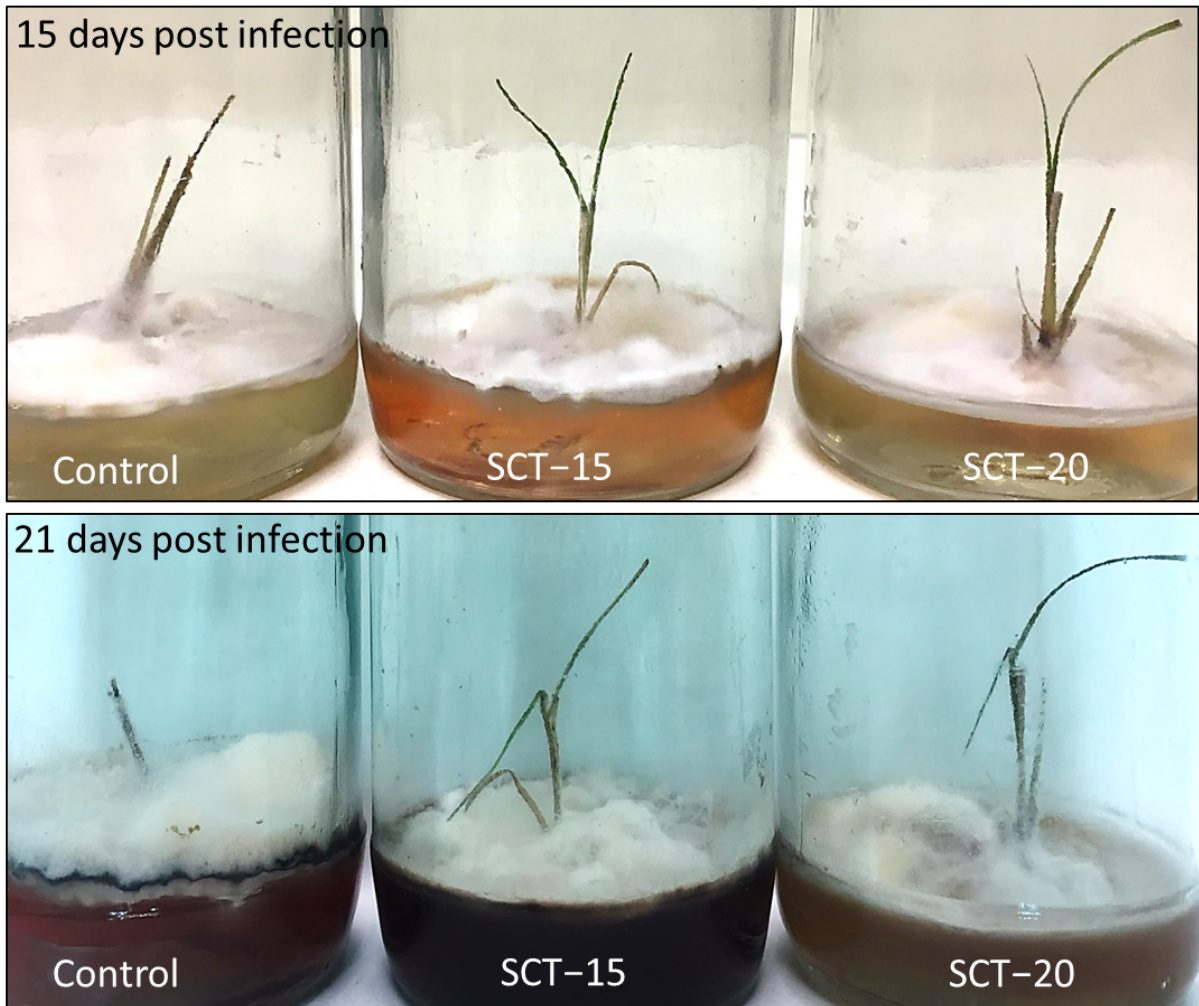 15 days post infection
Control
SCT−15
SCT−20
21 days post infection
Control
SCT−15
SCT−20